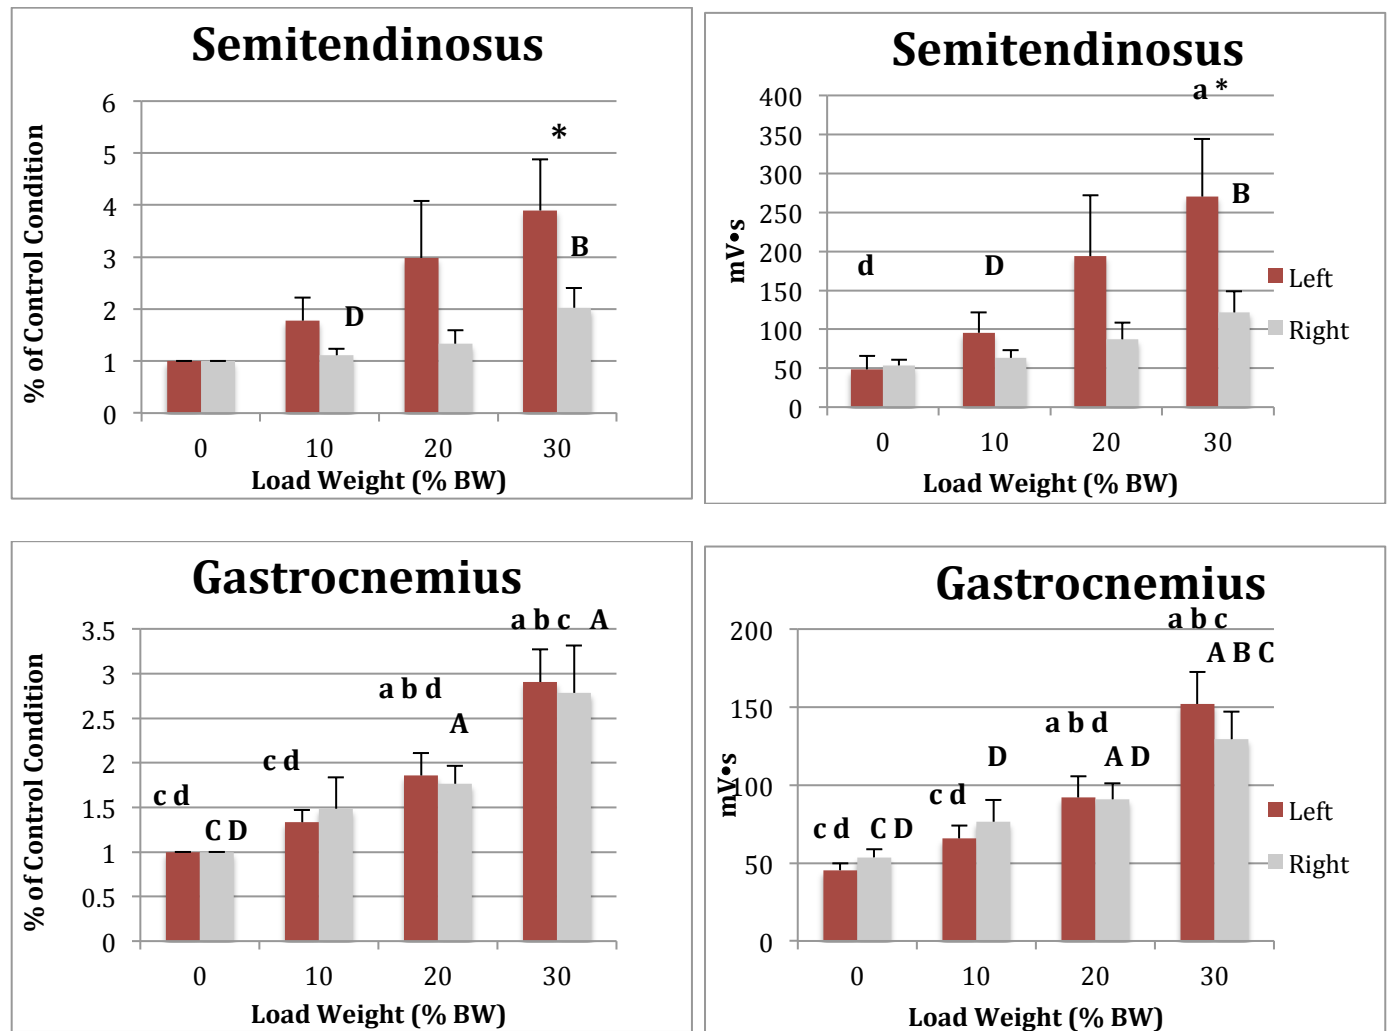 Semitendinosus
% of Control Condition
6
5
4
3
2
1
0
*
B
D
0 10 20 30
Load Weight (% BW)
Semitendinosus
mV•s
400
350
300
250
200
150
100
50
0
a *
B
d
D
0 10 20 30
Load Weight (% BW)
Left
Right
Gastrocnemius
% of Control Condition
3.5
3
2.5
2
1.5
1
0.5
0
a b c A
a b d
A
c d
c d
C D
0 10 20 30
Load Weight (% BW)
Gastrocnemius
mV•s
200
150
100
50
0
a b c
A B C
a b d
D
A D
c d
c d
C D
0 10 20 30
Load Weight (% BW)
Left
Right